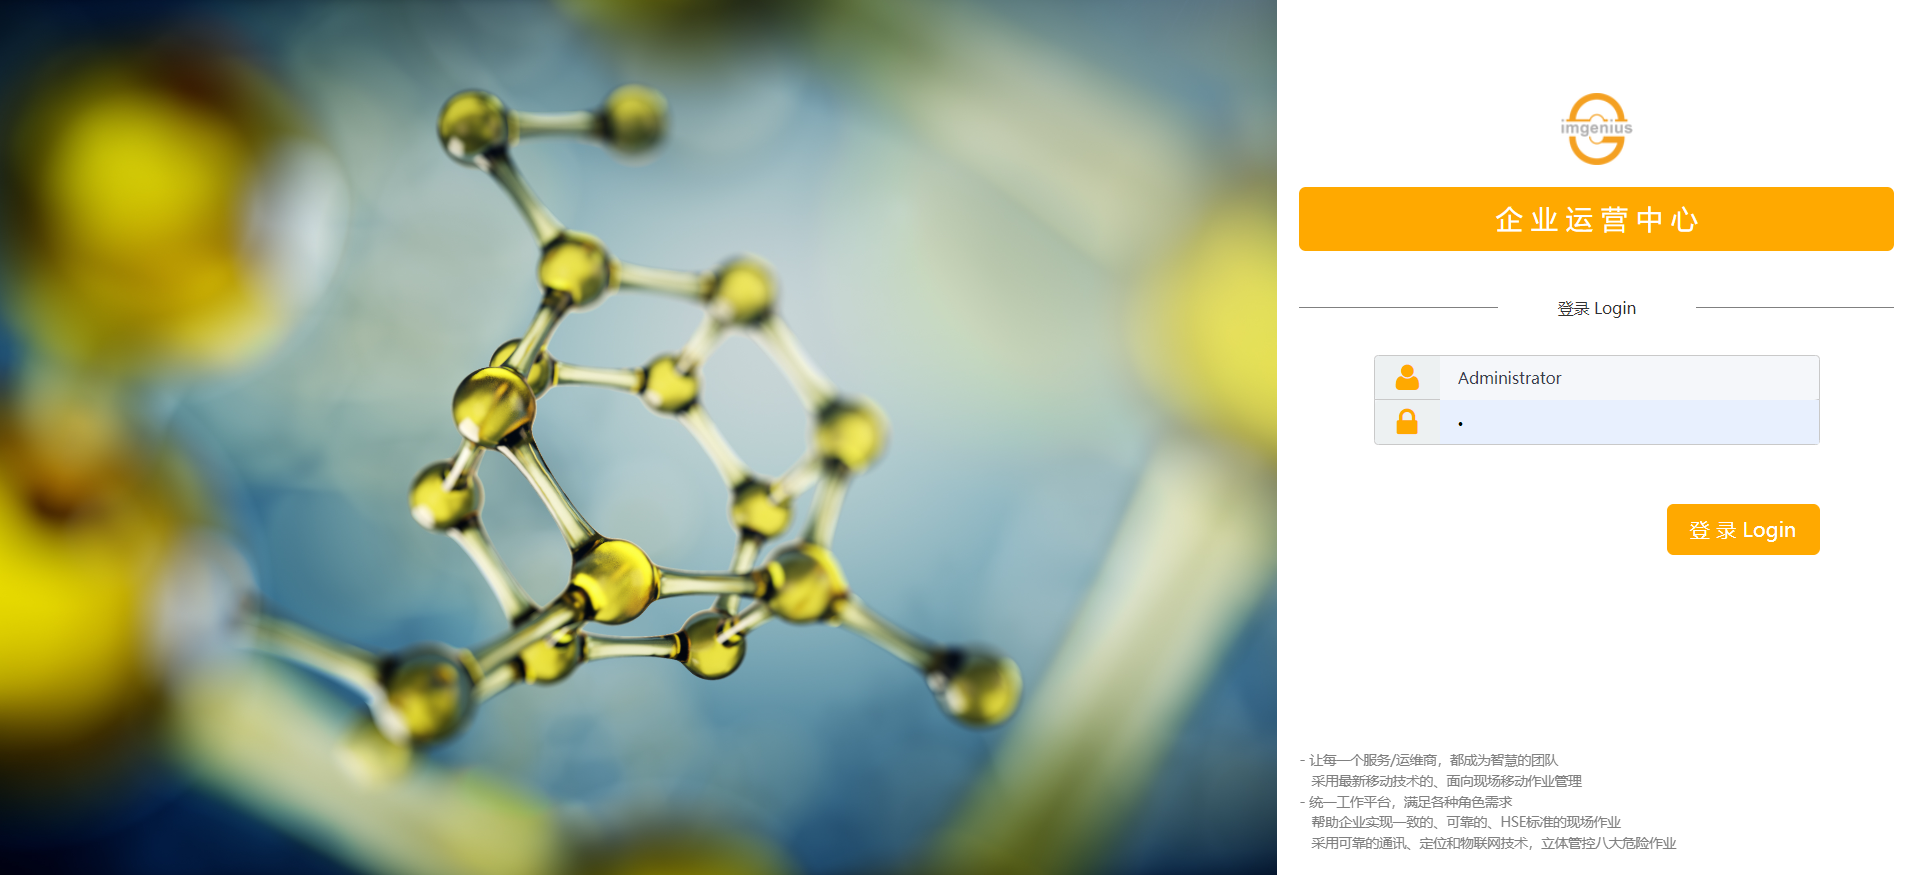 imgenius
企业运营中心
登录 Login
Administrator
•
登 录 Login
- 让每一个服务/运维商，都成为智慧的团队
采用最新移动技术的、面向现场移动作业管理
- 统一工作平台，满足各种角色需求
帮助企业实现一致的、可靠的、HSE标准的现场作业
采用可靠的通讯、定位和物联网技术，立体管控八大危险作业